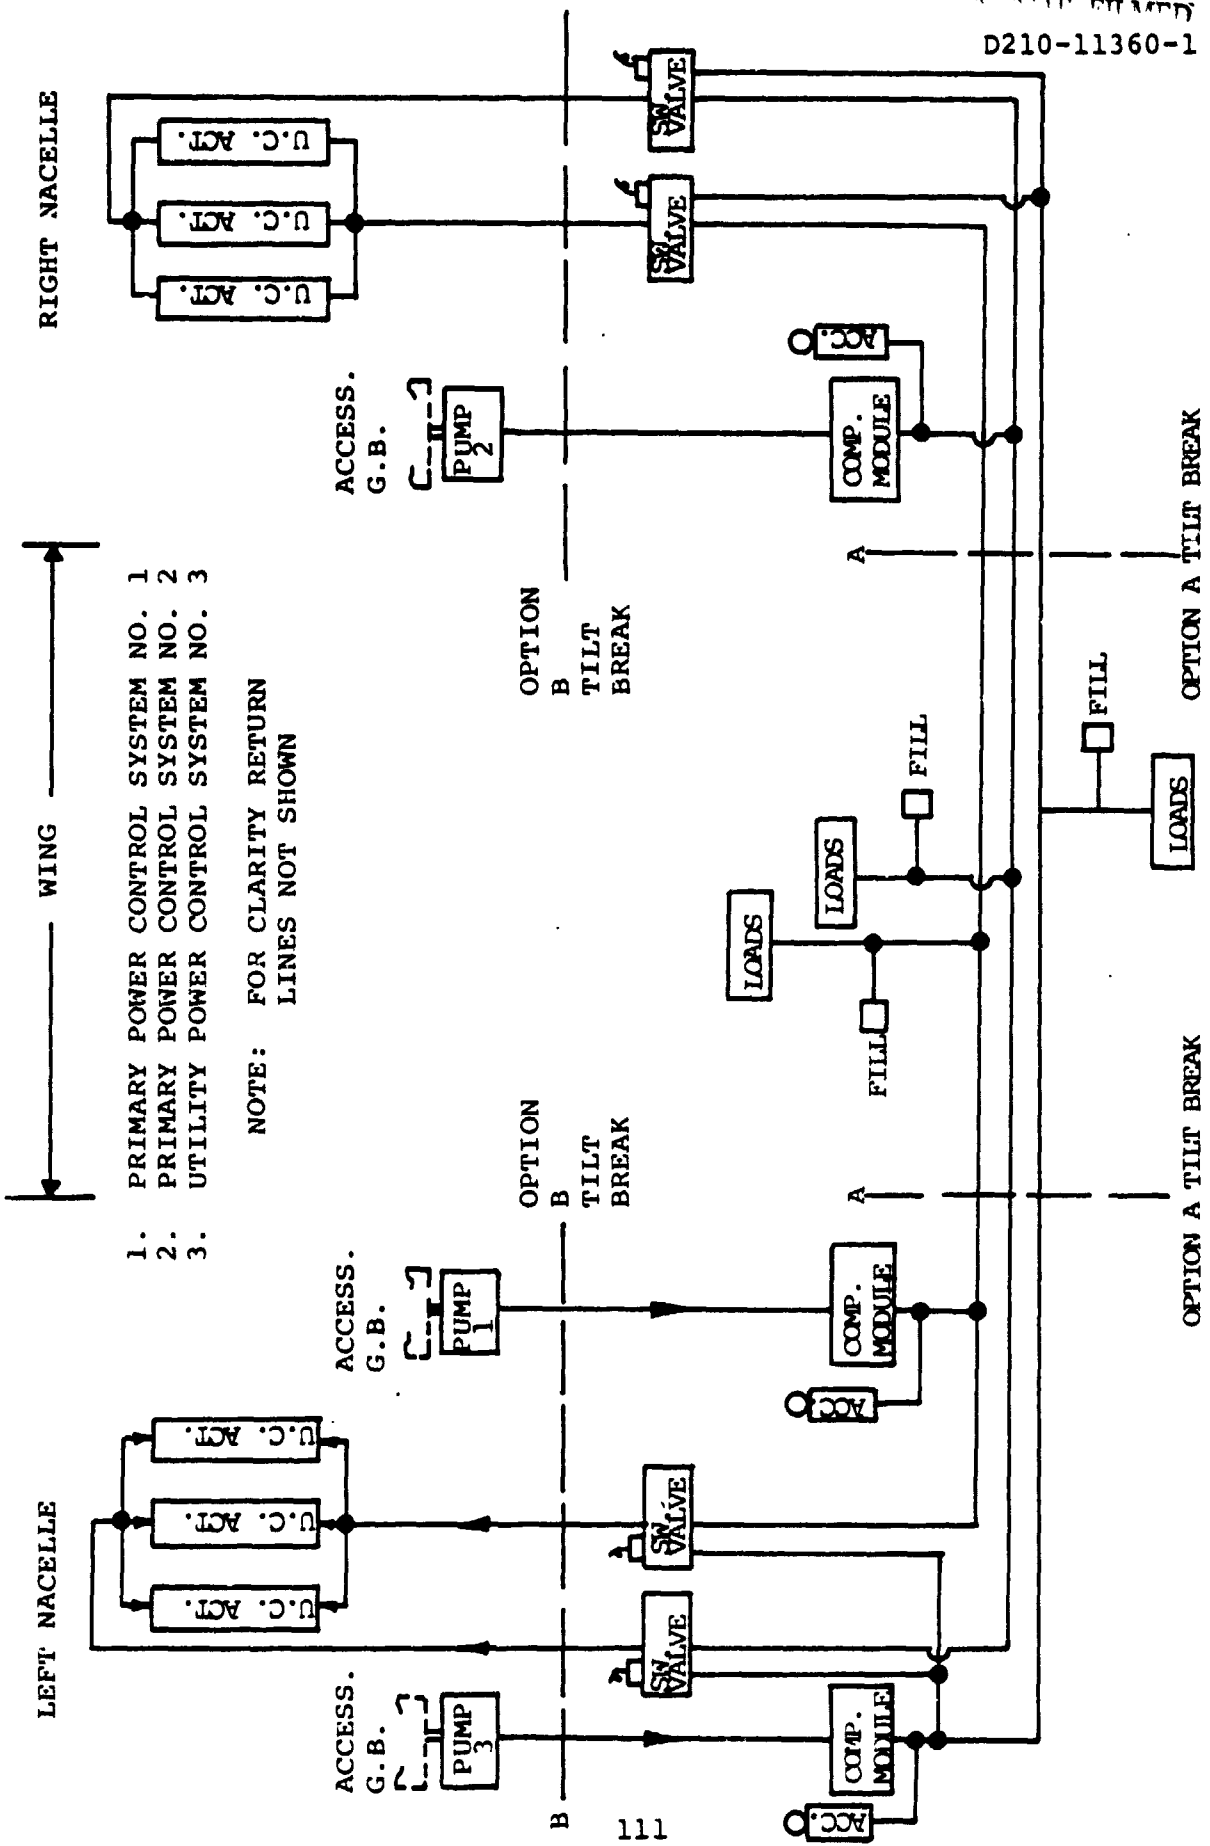 D210-11360-1
LEFT NACELLE
WING
RIGHT NACELLE
1. PRIMARY POWER CONTROL SYSTEM NO. 1
2. PRIMARY POWER CONTROL SYSTEM NO. 2
3. UTILITY POWER CONTROL SYSTEM NO. 3
NOTE: FOR CLARITY RETURN
LINES NOT SHOWN
U.C. ACT.
U.C. ACT.
U.C. ACT.
U.C. ACT.
U.C. ACT.
U.C. ACT.
ACCESS.
G.B.
PUMP
3
ACCESS.
G.B.
PUMP
1
ACCESS.
G.B.
PUMP
2
B
OPTION
B
TILT
BREAK
OPTION
B
TILT
BREAK
SW.
VALVE
SW.
VALVE
SW.
VALVE
SW.
VALVE
ACC.
COMP.
MODULE
ACC.
COMP.
MODULE
COMP.
MODULE
ACC.
A
A
LOADS
FILL
LOADS
FILL
FILL
LOADS
OPTION A TILT BREAK
OPTION A TILT BREAK
111